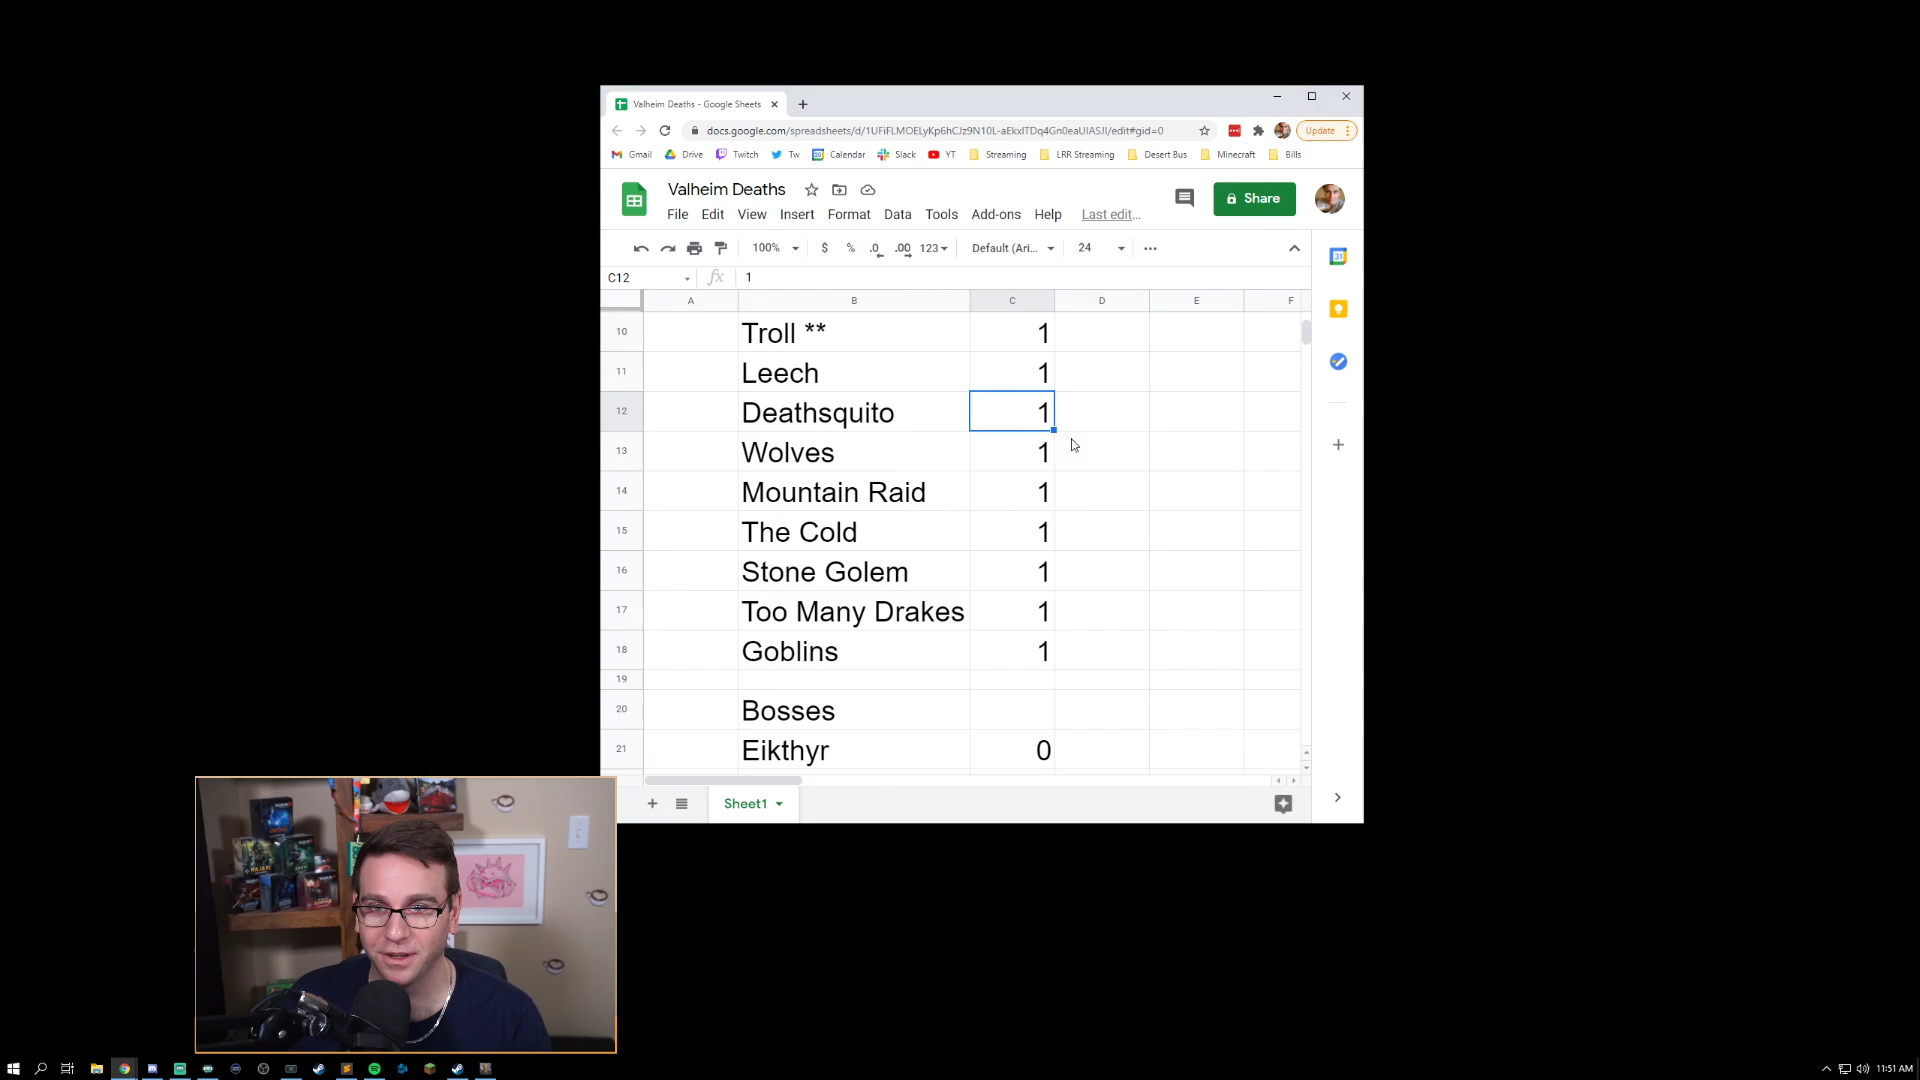 Valheim Deaths - Google Sheets
docs.google.com/spreadsheets/d/1UFiFLMOELyKp6hCJz9N10L-aEkxlTDq4Gn0eaUIASJI/edit#gid=0
Update
Gmail Drive Twitch Tw Calendar Slack YT Streaming LRR Streaming Desert Bus Minecraft Bills
Valheim Deaths
Share
File Edit View Insert Format Data Tools Add-ons Help Last edit...
100% $ % .0 .00 123 Default (Ari... 24
C12 fx 1
A B C D E F
10 Troll ** 1
11 Leech 1
12 Deathsquito 1
13 Wolves 1
14 Mountain Raid 1
15 The Cold 1
16 Stone Golem 1
17 Too Many Drakes 1
18 Goblins 1
19
20 Bosses
21 Eikthyr 0
Sheet1
11:51 AM